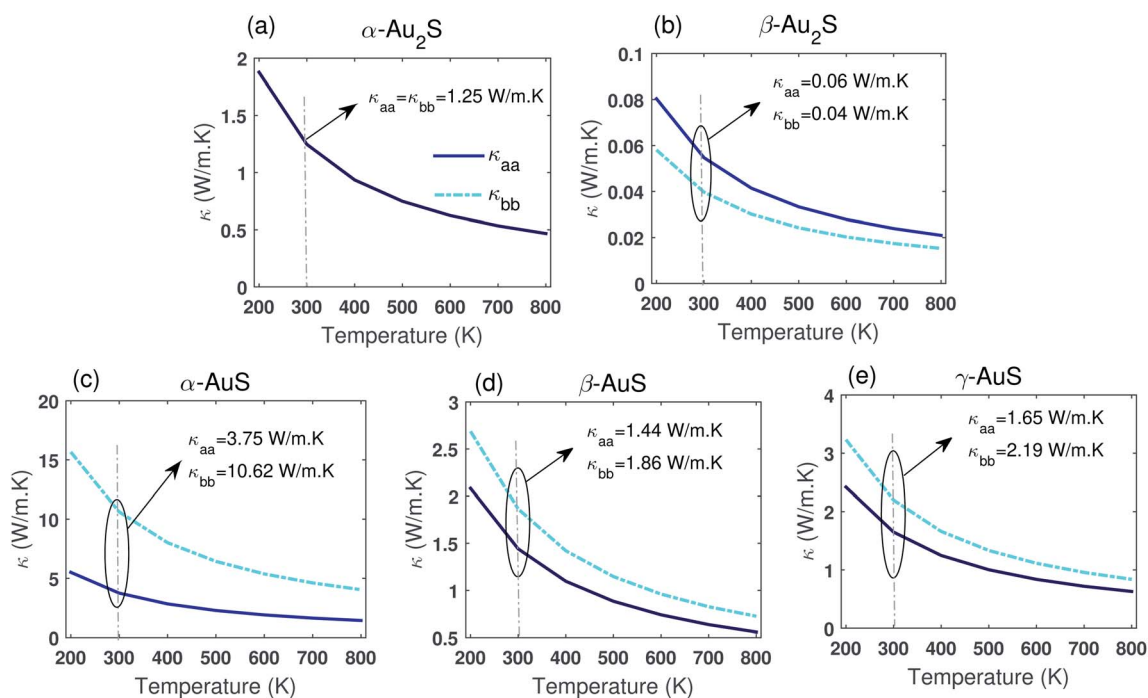 (a)
α-Au₂S
2
1.5
1
0.5
0
κ (W/m.K)
κaa=κbb=1.25 W/m.K
κaa
κbb
200 300 400 500 600 700 800
Temperature (K)
(b)
β-Au₂S
0.1
0.08
0.06
0.04
0.02
0
κ (W/m.K)
κaa=0.06 W/m.K
κbb=0.04 W/m.K
200 300 400 500 600 700 800
Temperature (K)
(c)
α-AuS
20
15
10
5
0
κ (W/m.K)
κaa=3.75 W/m.K
κbb=10.62 W/m.K
200 300 400 500 600 700 800
Temperature (K)
(d)
β-AuS
3
2.5
2
1.5
1
0.5
κ (W/m.K)
κaa=1.44 W/m.K
κbb=1.86 W/m.K
200 300 400 500 600 700 800
Temperature (K)
(e)
γ-AuS
4
3
2
1
0
κ (W/m.K)
κaa=1.65 W/m.K
κbb=2.19 W/m.K
200 300 400 500 600 700 800
Temperature (K)